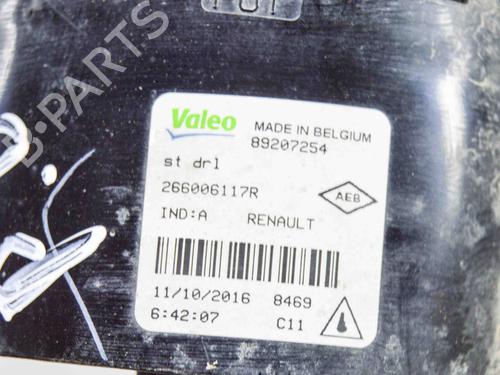 Valeo
MADE IN BELGIUM
89207254
st drl
266006117R
AEB
IND:A RENAULT
11/10/2016 8469
6:42:07 C11
B-PARTS